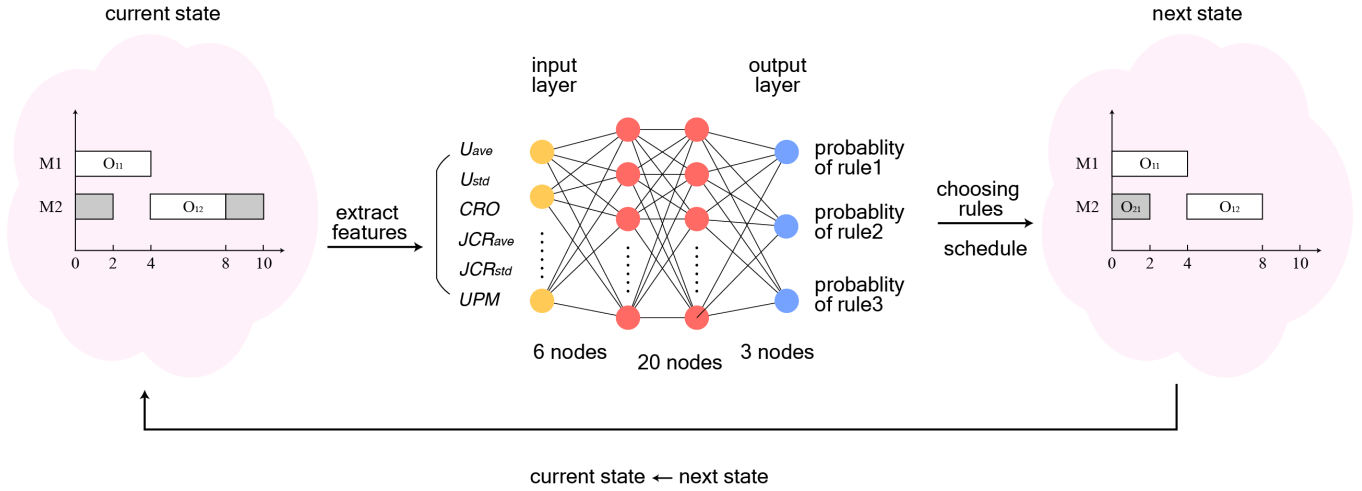 current state
next state
M1
O11
M2
O12
0 2 4 6 8 10
extract
features
input
layer
output
layer
Uave
Ustd
CRO
JCRave
JCRstd
UPM
probablity
of rule1
probablity
of rule2
probablity
of rule3
6 nodes
20 nodes
3 nodes
choosing
rules
schedule
M1
O11
M2
O21
O12
0 2 4 6 8 10
current state ← next state